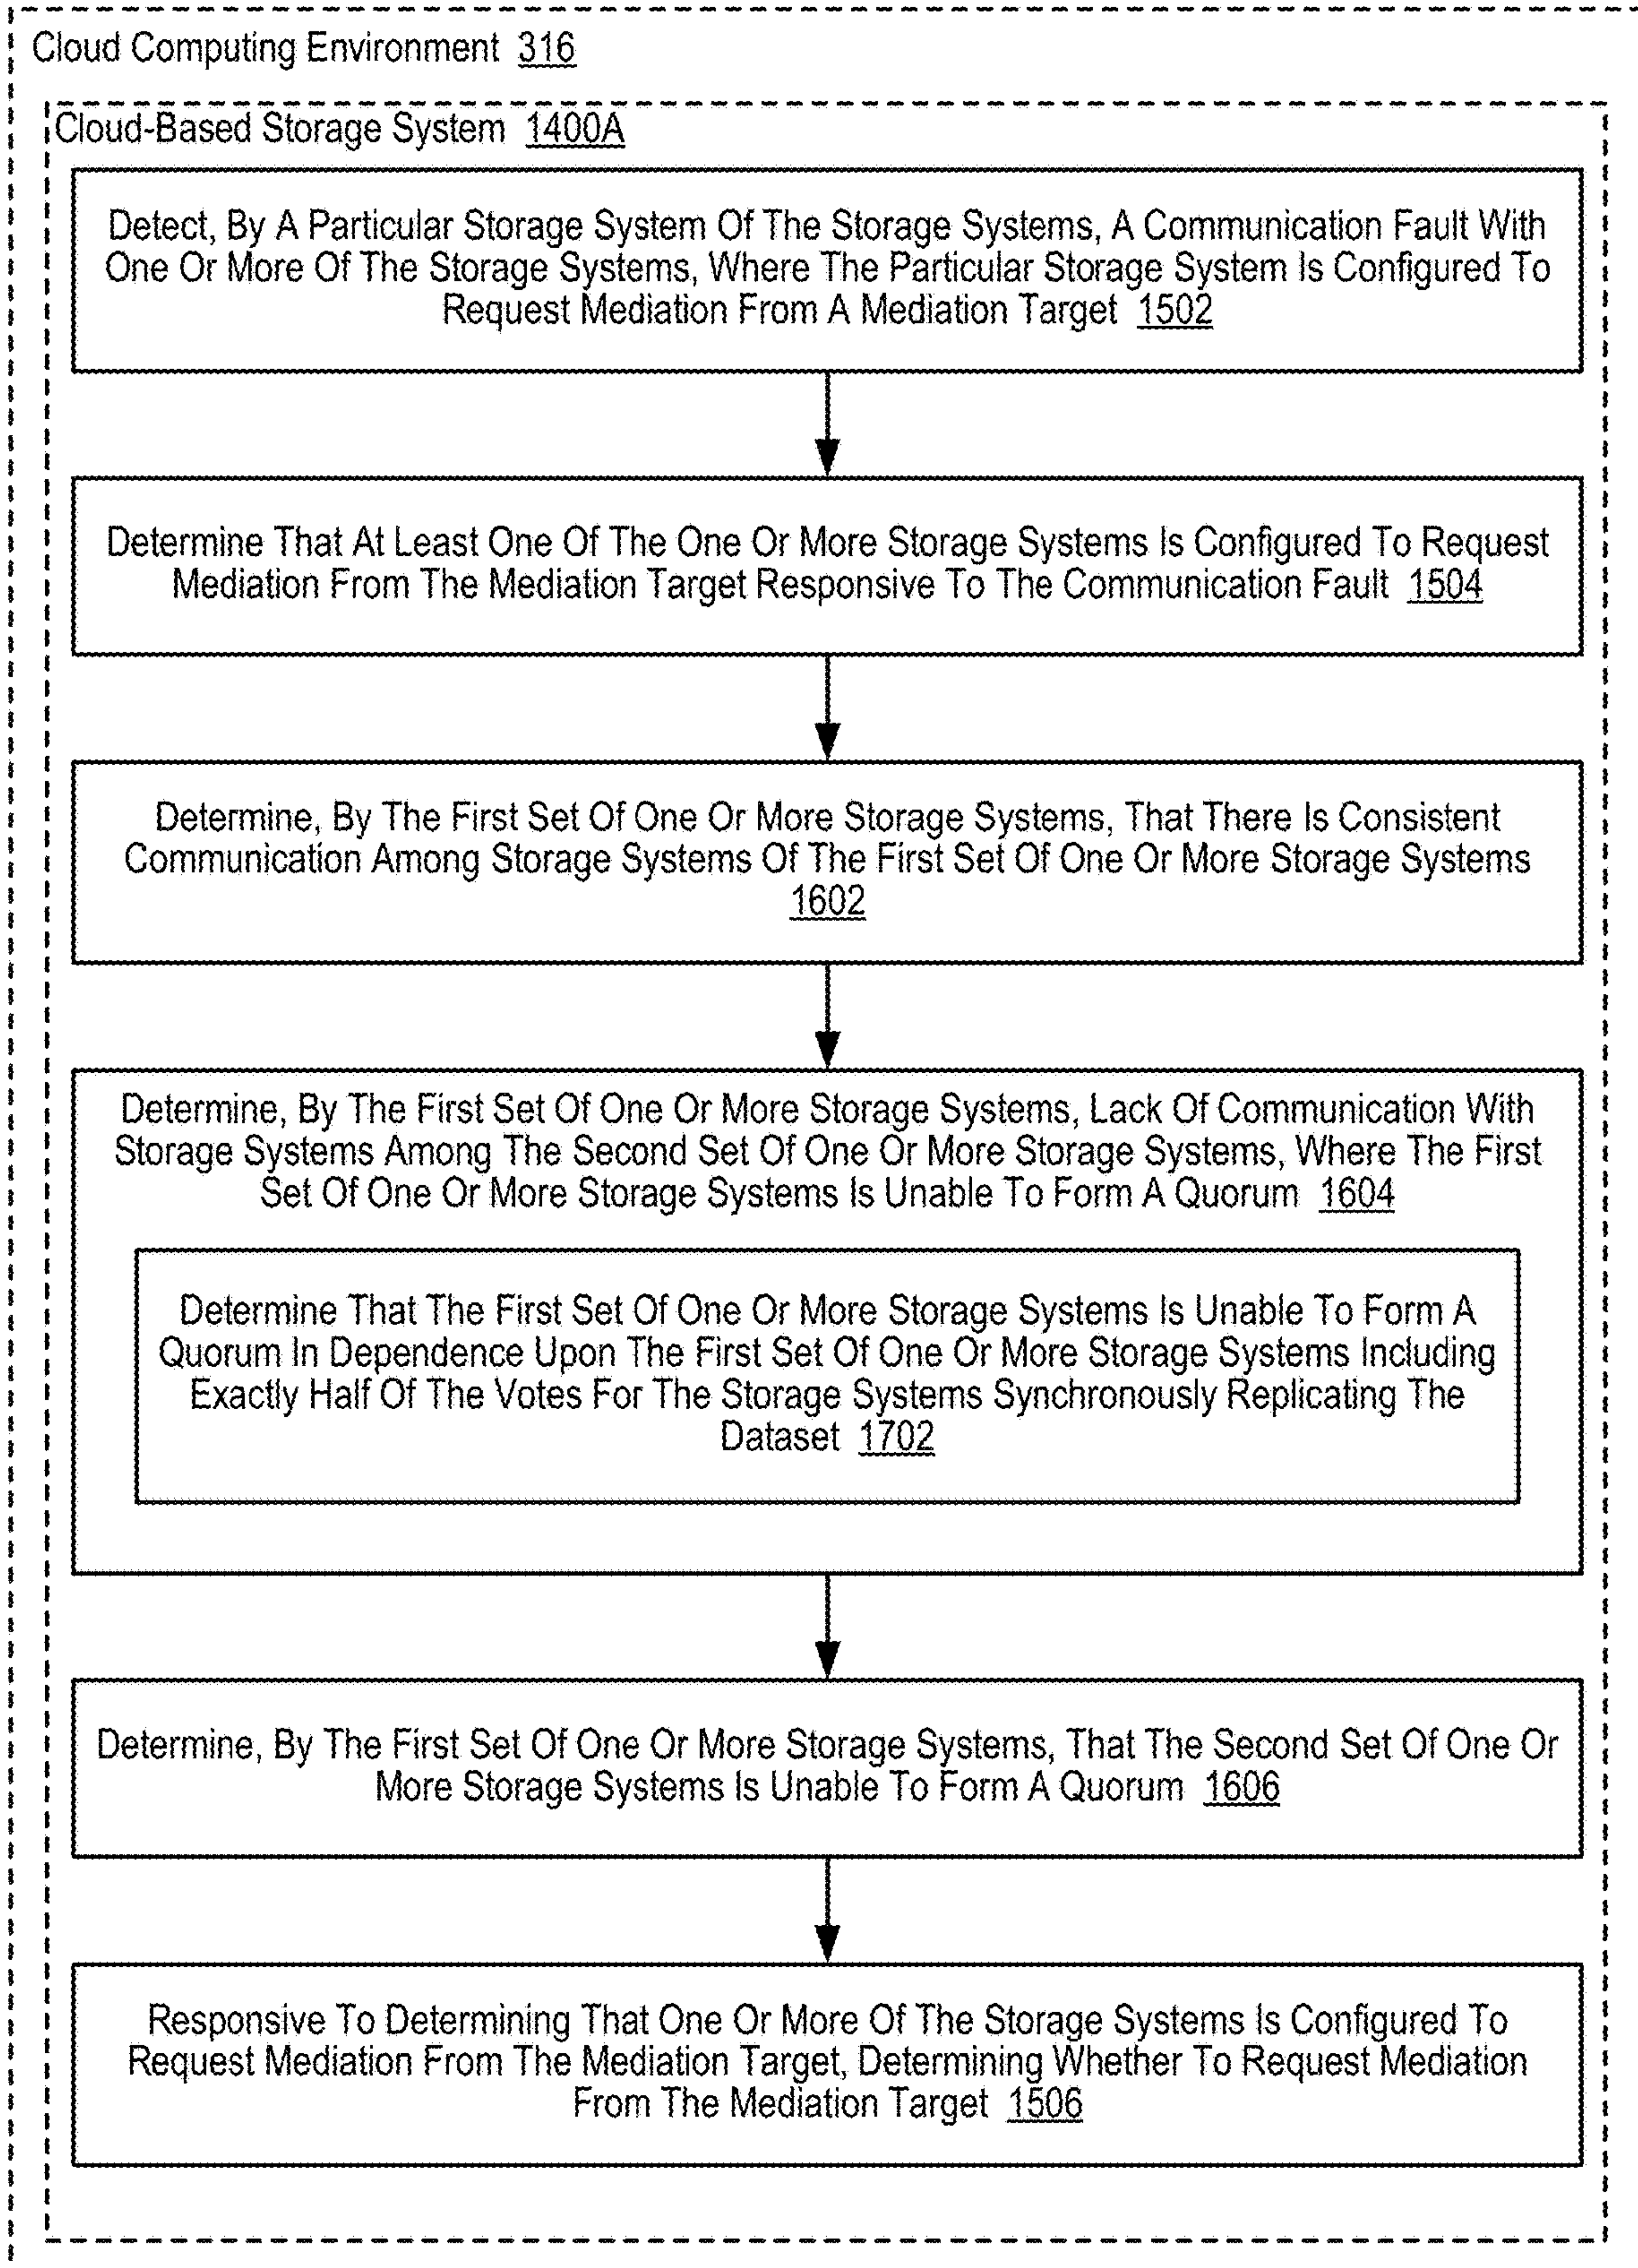 Cloud Computing Environment 316
Cloud-Based Storage System 1400A
Detect, By A Particular Storage System Of The Storage Systems, A Communication Fault With
One Or More Of The Storage Systems, Where The Particular Storage System Is Configured To
Request Mediation From A Mediation Target 1502
Determine That At Least One Of The One Or More Storage Systems Is Configured To Request
Mediation From The Mediation Target Responsive To The Communication Fault 1504
Determine, By The First Set Of One Or More Storage Systems, That There Is Consistent
Communication Among Storage Systems Of The First Set Of One Or More Storage Systems
1602
Determine, By The First Set Of One Or More Storage Systems, Lack Of Communication With
Storage Systems Among The Second Set Of One Or More Storage Systems, Where The First
Set Of One Or More Storage Systems Is Unable To Form A Quorum 1604
Determine That The First Set Of One Or More Storage Systems Is Unable To Form A
Quorum In Dependence Upon The First Set Of One Or More Storage Systems Including
Exactly Half Of The Votes For The Storage Systems Synchronously Replicating The
Dataset 1702
Determine, By The First Set Of One Or More Storage Systems, That The Second Set Of One Or
More Storage Systems Is Unable To Form A Quorum 1606
Responsive To Determining That One Or More Of The Storage Systems Is Configured To
Request Mediation From The Mediation Target, Determining Whether To Request Mediation
From The Mediation Target 1506